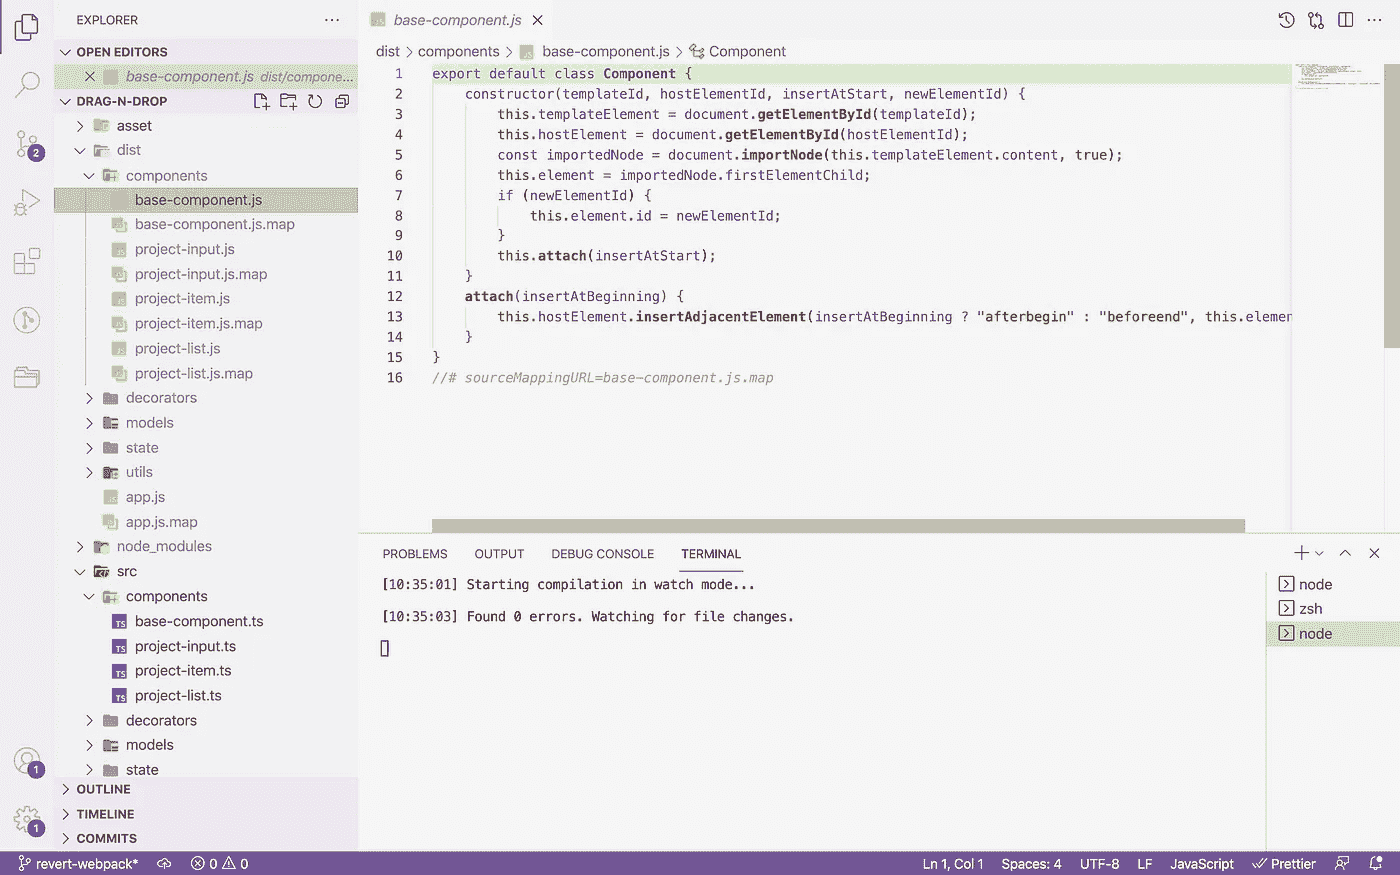 EXPLORER
OPEN EDITORS
base-component.js dist/compone...
DRAG-N-DROP
asset
dist
components
base-component.js
base-component.js.map
project-input.js
project-input.js.map
project-item.js
project-item.js.map
project-list.js
project-list.js.map
decorators
models
state
utils
app.js
app.js.map
node_modules
src
components
base-component.ts
project-input.ts
project-item.ts
project-list.ts
decorators
models
state
OUTLINE
TIMELINE
COMMITS
2
1
1
base-component.js
dist > components > base-component.js > Component
1 export default class Component {
2 constructor(templateId, hostElementId, insertAtStart, newElementId) {
3 this.templateElement = document.getElementById(templateId);
4 this.hostElement = document.getElementById(hostElementId);
5 const importedNode = document.importNode(this.templateElement.content, true);
6 this.element = importedNode.firstElementChild;
7 if (newElementId) {
8 this.element.id = newElementId;
9 }
10 this.attach(insertAtStart);
11 }
12 attach(insertAtBeginning) {
13 this.hostElement.insertAdjacentElement(insertAtBeginning ? "afterbegin" : "beforeend", this.elemen
14 }
15 }
16 //# sourceMappingURL=base-component.js.map
PROBLEMS OUTPUT DEBUG CONSOLE TERMINAL
[10:35:01] Starting compilation in watch mode...
[10:35:03] Found 0 errors. Watching for file changes.
node
zsh
node
revert-webpack* 0 0 Ln 1, Col 1 Spaces: 4 UTF-8 LF JavaScript Prettier